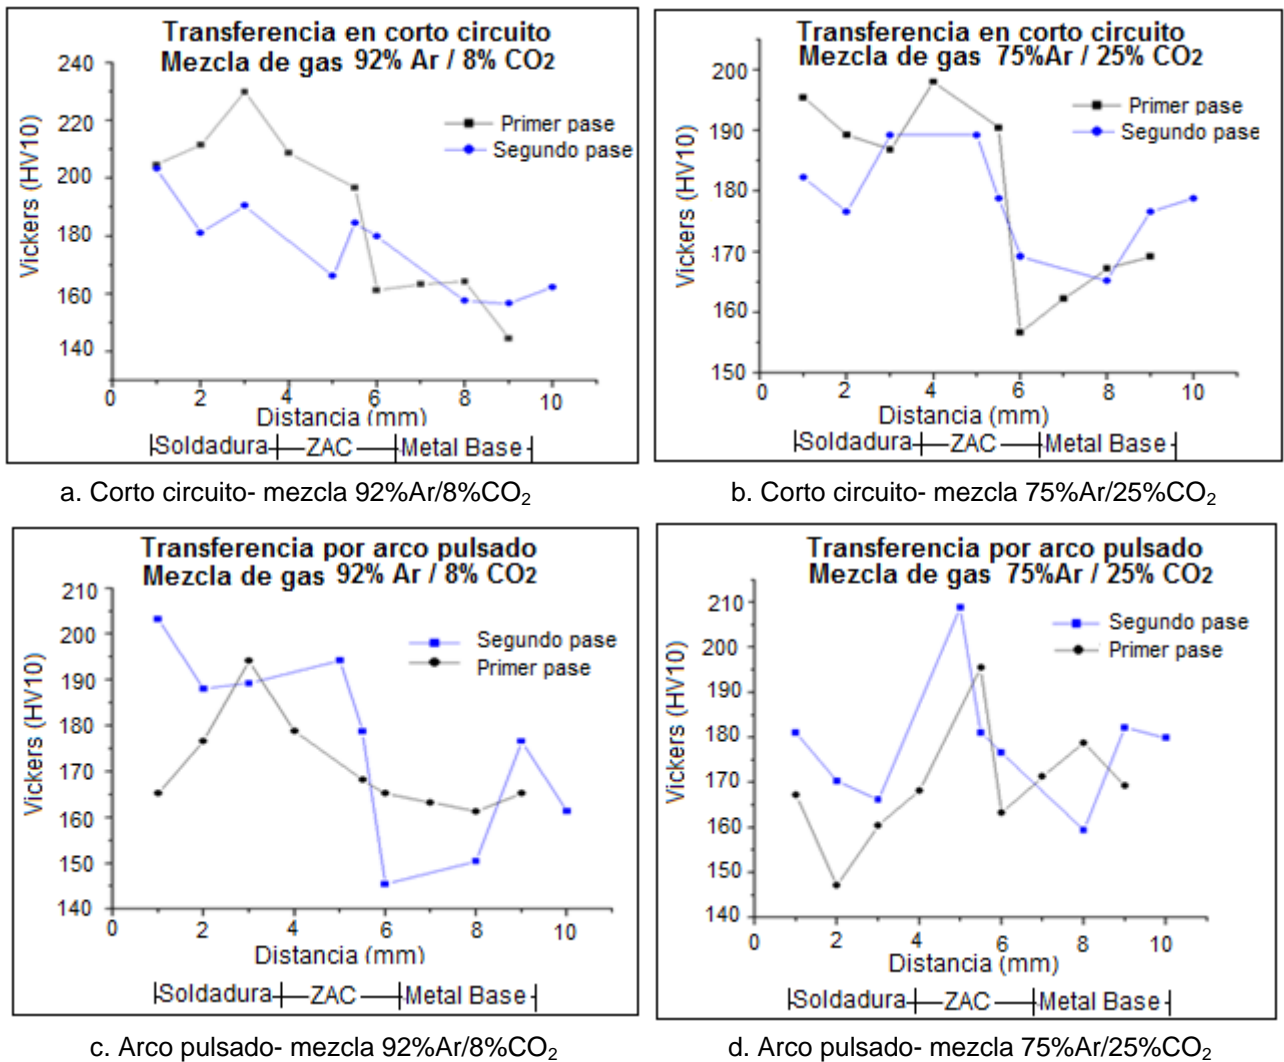 Transferencia en corto circuito
Mezcla de gas 92% Ar / 8% CO2
240
220
200
180
160
140
Vickers (HV10)
Primer pase
Segundo pase
0 2 4 6 8 10
Distancia (mm)
Soldadura ZAC Metal Base
a. Corto circuito- mezcla 92%Ar/8%CO2
Transferencia en corto circuito
Mezcla de gas 75%Ar / 25% CO2
200
190
180
170
160
150
Vickers (HV10)
Primer pase
Segundo pase
0 2 4 6 8 10
Distancia (mm)
Soldadura ZAC Metal Base
b. Corto circuito- mezcla 75%Ar/25%CO2
Transferencia por arco pulsado
Mezcla de gas 92% Ar / 8% CO2
210
200
190
180
170
160
150
140
Vickers (HV10)
Segundo pase
Primer pase
0 2 4 6 8 10
Distancia (mm)
Soldadura ZAC Metal Base
c. Arco pulsado- mezcla 92%Ar/8%CO2
Transferencia por arco pulsado
Mezcla de gas 75%Ar / 25% CO2
210
200
190
180
170
160
150
140
Vickers (HV10)
Segundo pase
Primer pase
0 2 4 6 8 10
Distancia (mm)
Soldadura ZAC Metal Base
d. Arco pulsado- mezcla 75%Ar/25%CO2